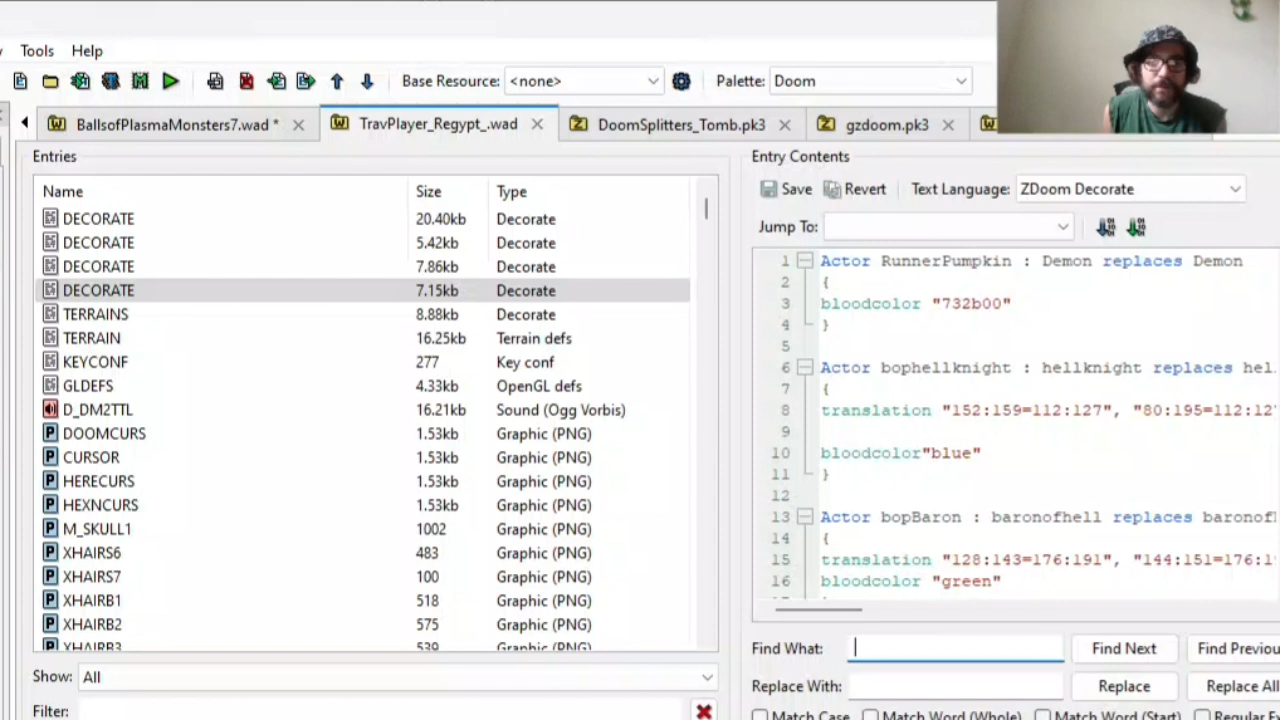 Tools Help
Base Resource: <none> Palette: Doom
BallsofPlasmaMonsters7.wad * TravPlayer_Regypt_.wad DoomSplitters_Tomb.pk3 gzdoom.pk3
Entries
Name Size Type
DECORATE 20.40kb Decorate
DECORATE 5.42kb Decorate
DECORATE 7.86kb Decorate
DECORATE 7.15kb Decorate
TERRAINS 8.88kb Decorate
TERRAIN 16.25kb Terrain defs
KEYCONF 277 Key conf
GLDEFS 4.33kb OpenGL defs
D_DM2TTL 16.21kb Sound (Ogg Vorbis)
DOOMCURS 1.53kb Graphic (PNG)
CURSOR 1.53kb Graphic (PNG)
HERECURS 1.53kb Graphic (PNG)
HEXNCURS 1.53kb Graphic (PNG)
M_SKULL1 1002 Graphic (PNG)
XHAIRS6 483 Graphic (PNG)
XHAIRS7 100 Graphic (PNG)
XHAIRB1 518 Graphic (PNG)
XHAIRB2 575 Graphic (PNG)
XHAIRB3 539 Graphic (PNG)
Show: All
Filter:
Entry Contents
Save Revert Text Language: ZDoom Decorate
Jump To:
1 Actor RunnerPumpkin : Demon replaces Demon
2 {
3 bloodcolor "732b00"
4 }
5
6 Actor bophellknight : hellknight replaces hel
7 {
8 translation "152:159=112:127", "80:195=112:12
9
10 bloodcolor"blue"
11 }
12
13 Actor bopBaron : baronofhell replaces baronof
14 {
15 translation "128:143=176:191", "144:151=176:1
16 bloodcolor "green"
Find What: Find Next Find Previou
Replace With: Replace Replace All
Match Case Match Word (Whole) Match Word (Start) Regular E